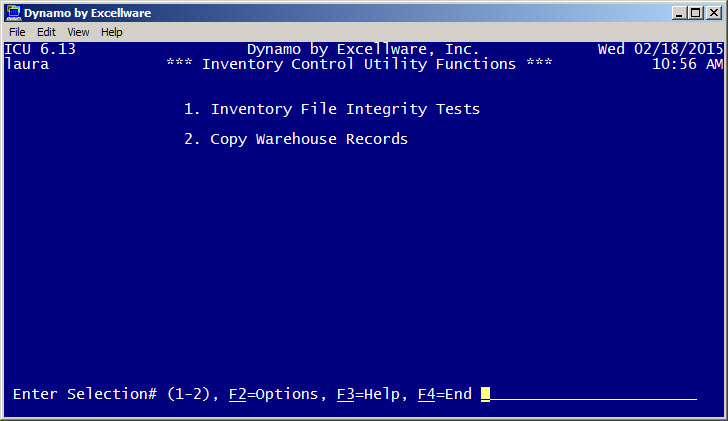 Dynamo by Excellware
File Edit View Help
ICU 6.13 Dynamo by Excellware, Inc. Wed 02/18/2015
laura *** Inventory Control Utility Functions *** 10:56 AM
1. Inventory File Integrity Tests
2. Copy Warehouse Records
Enter Selection# (1-2), F2=Options, F3=Help, F4=End